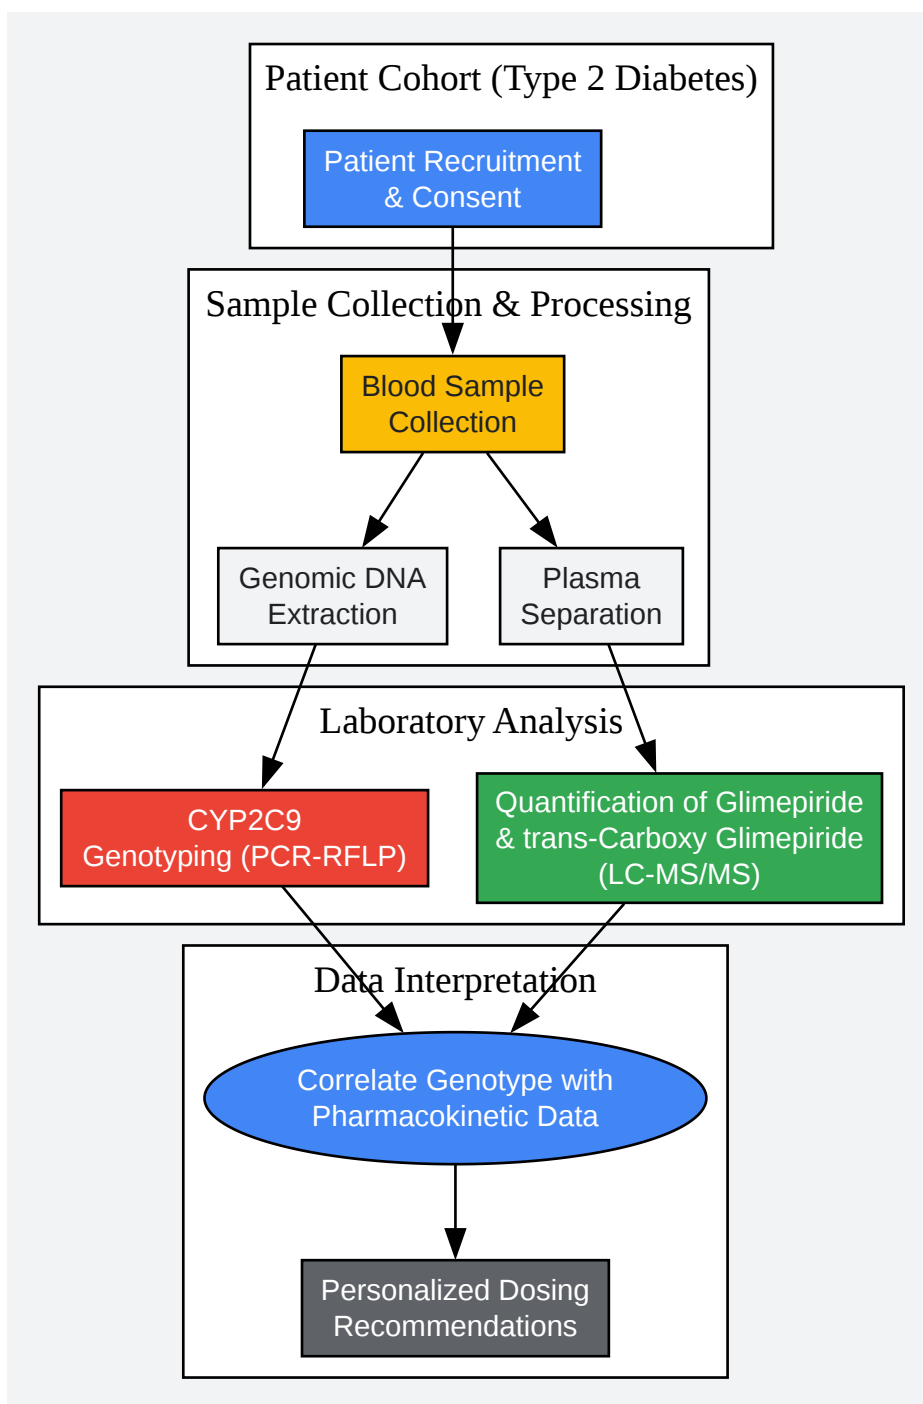 Patient Cohort (Type 2 Diabetes)
Patient Recruitment
& Consent
Sample Collection & Processing
Blood Sample
Collection
Genomic DNA
Extraction
Plasma
Separation
Laboratory Analysis
CYP2C9
Genotyping (PCR-RFLP)
Quantification of Glimepiride
& trans-Carboxy Glimepiride
(LC-MS/MS)
Data Interpretation
Correlate Genotype with
Pharmacokinetic Data
Personalized Dosing
Recommendations